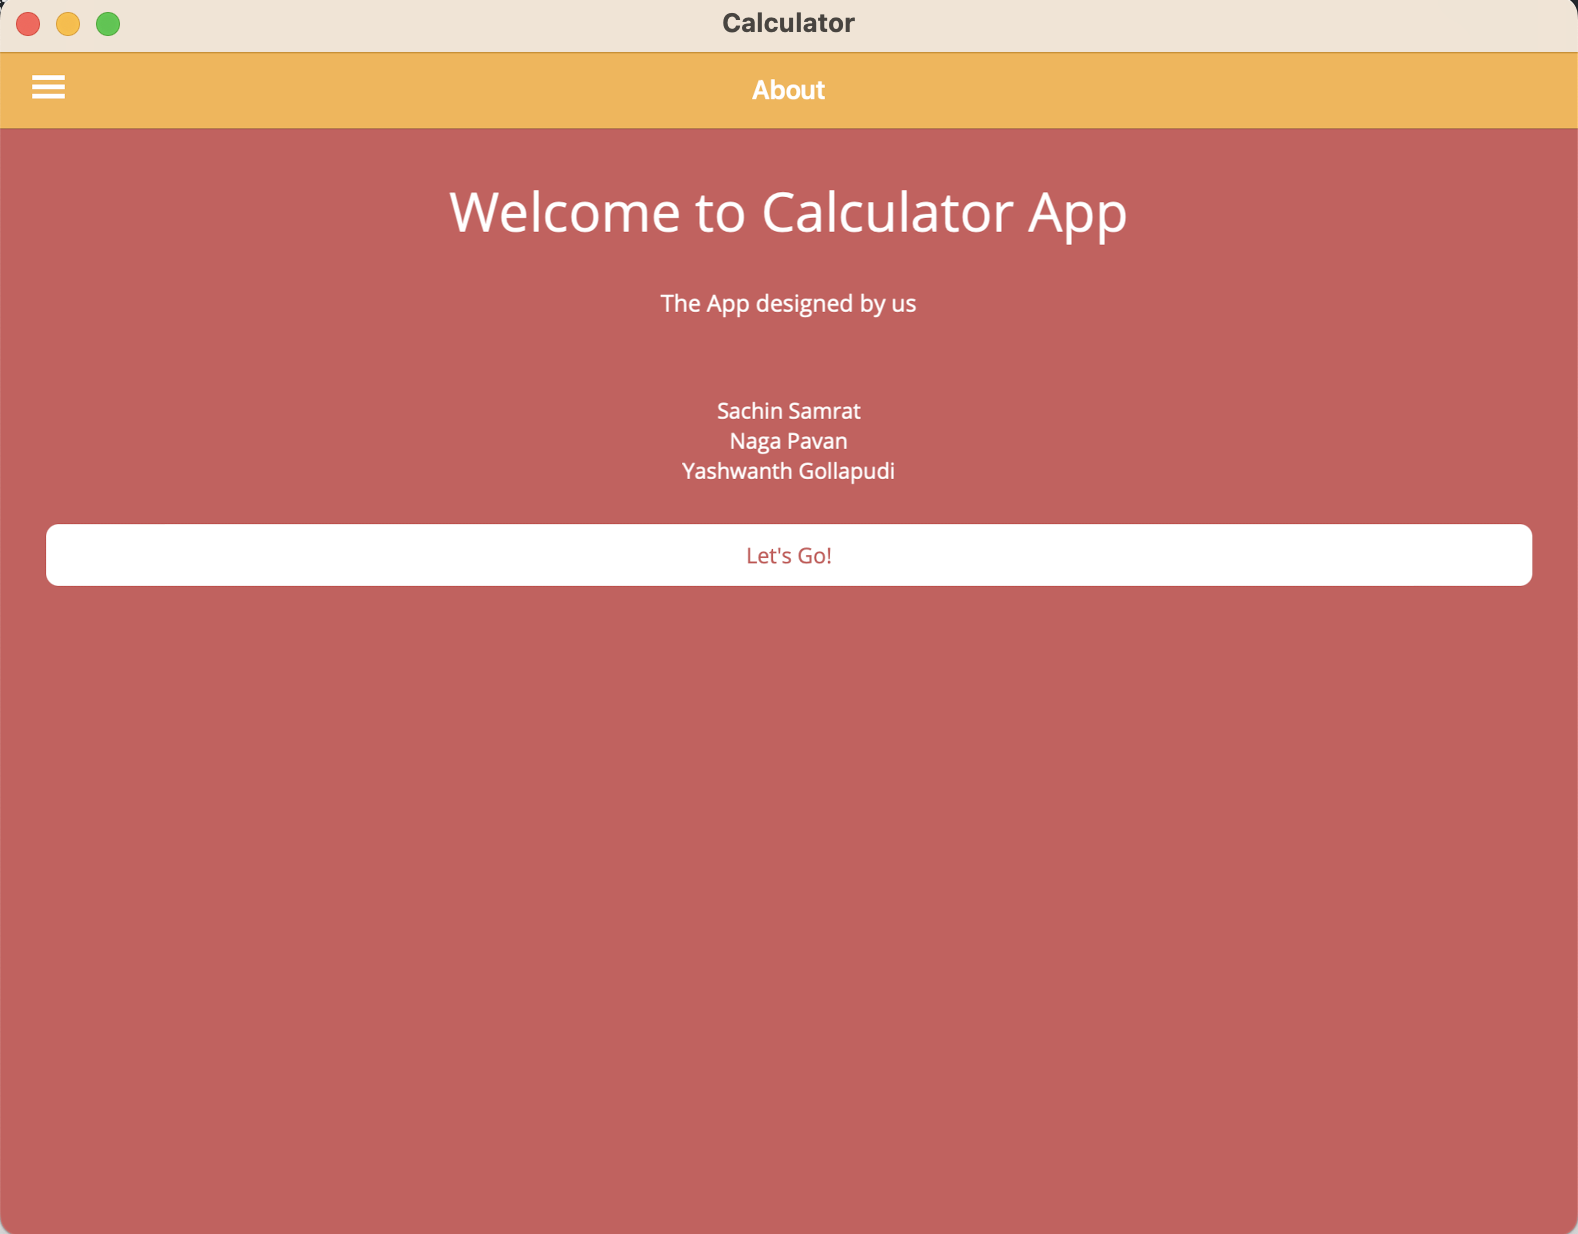 Calculator
About
Welcome to Calculator App
The App designed by us
Sachin Samrat
Naga Pavan
Yashwanth Gollapudi
Let's Go!